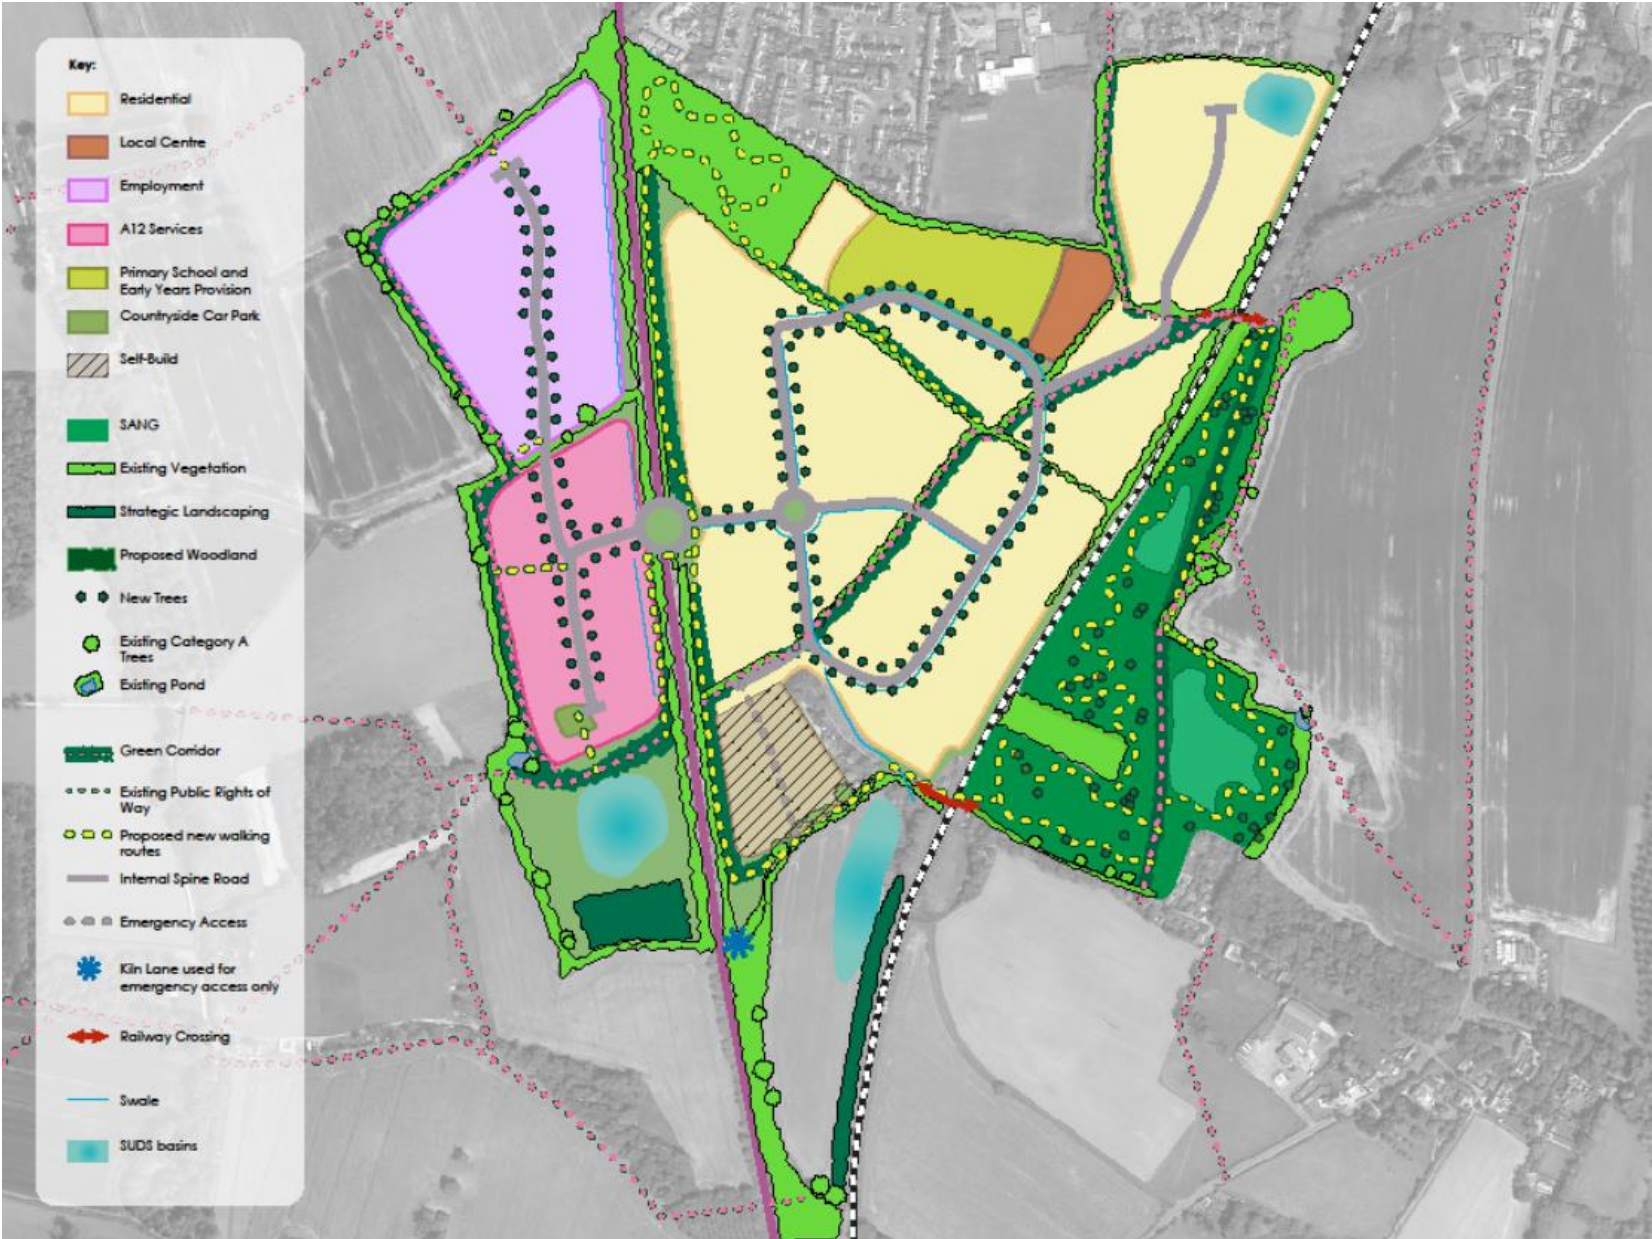 Key:
Residential
Local Centre
Employment
A12 Services
Primary School and
Early Years Provision
Countryside Car Park
Self-Build
SANG
Existing Vegetation
Strategic Landscaping
Proposed Woodland
New Trees
Existing Category A
Trees
Existing Pond
Green Corridor
Existing Public Rights of
Way
Proposed new walking
routes
Internal Spine Road
Emergency Access
Kiln Lane used for
emergency access only
Railway Crossing
Swale
SUDS basins